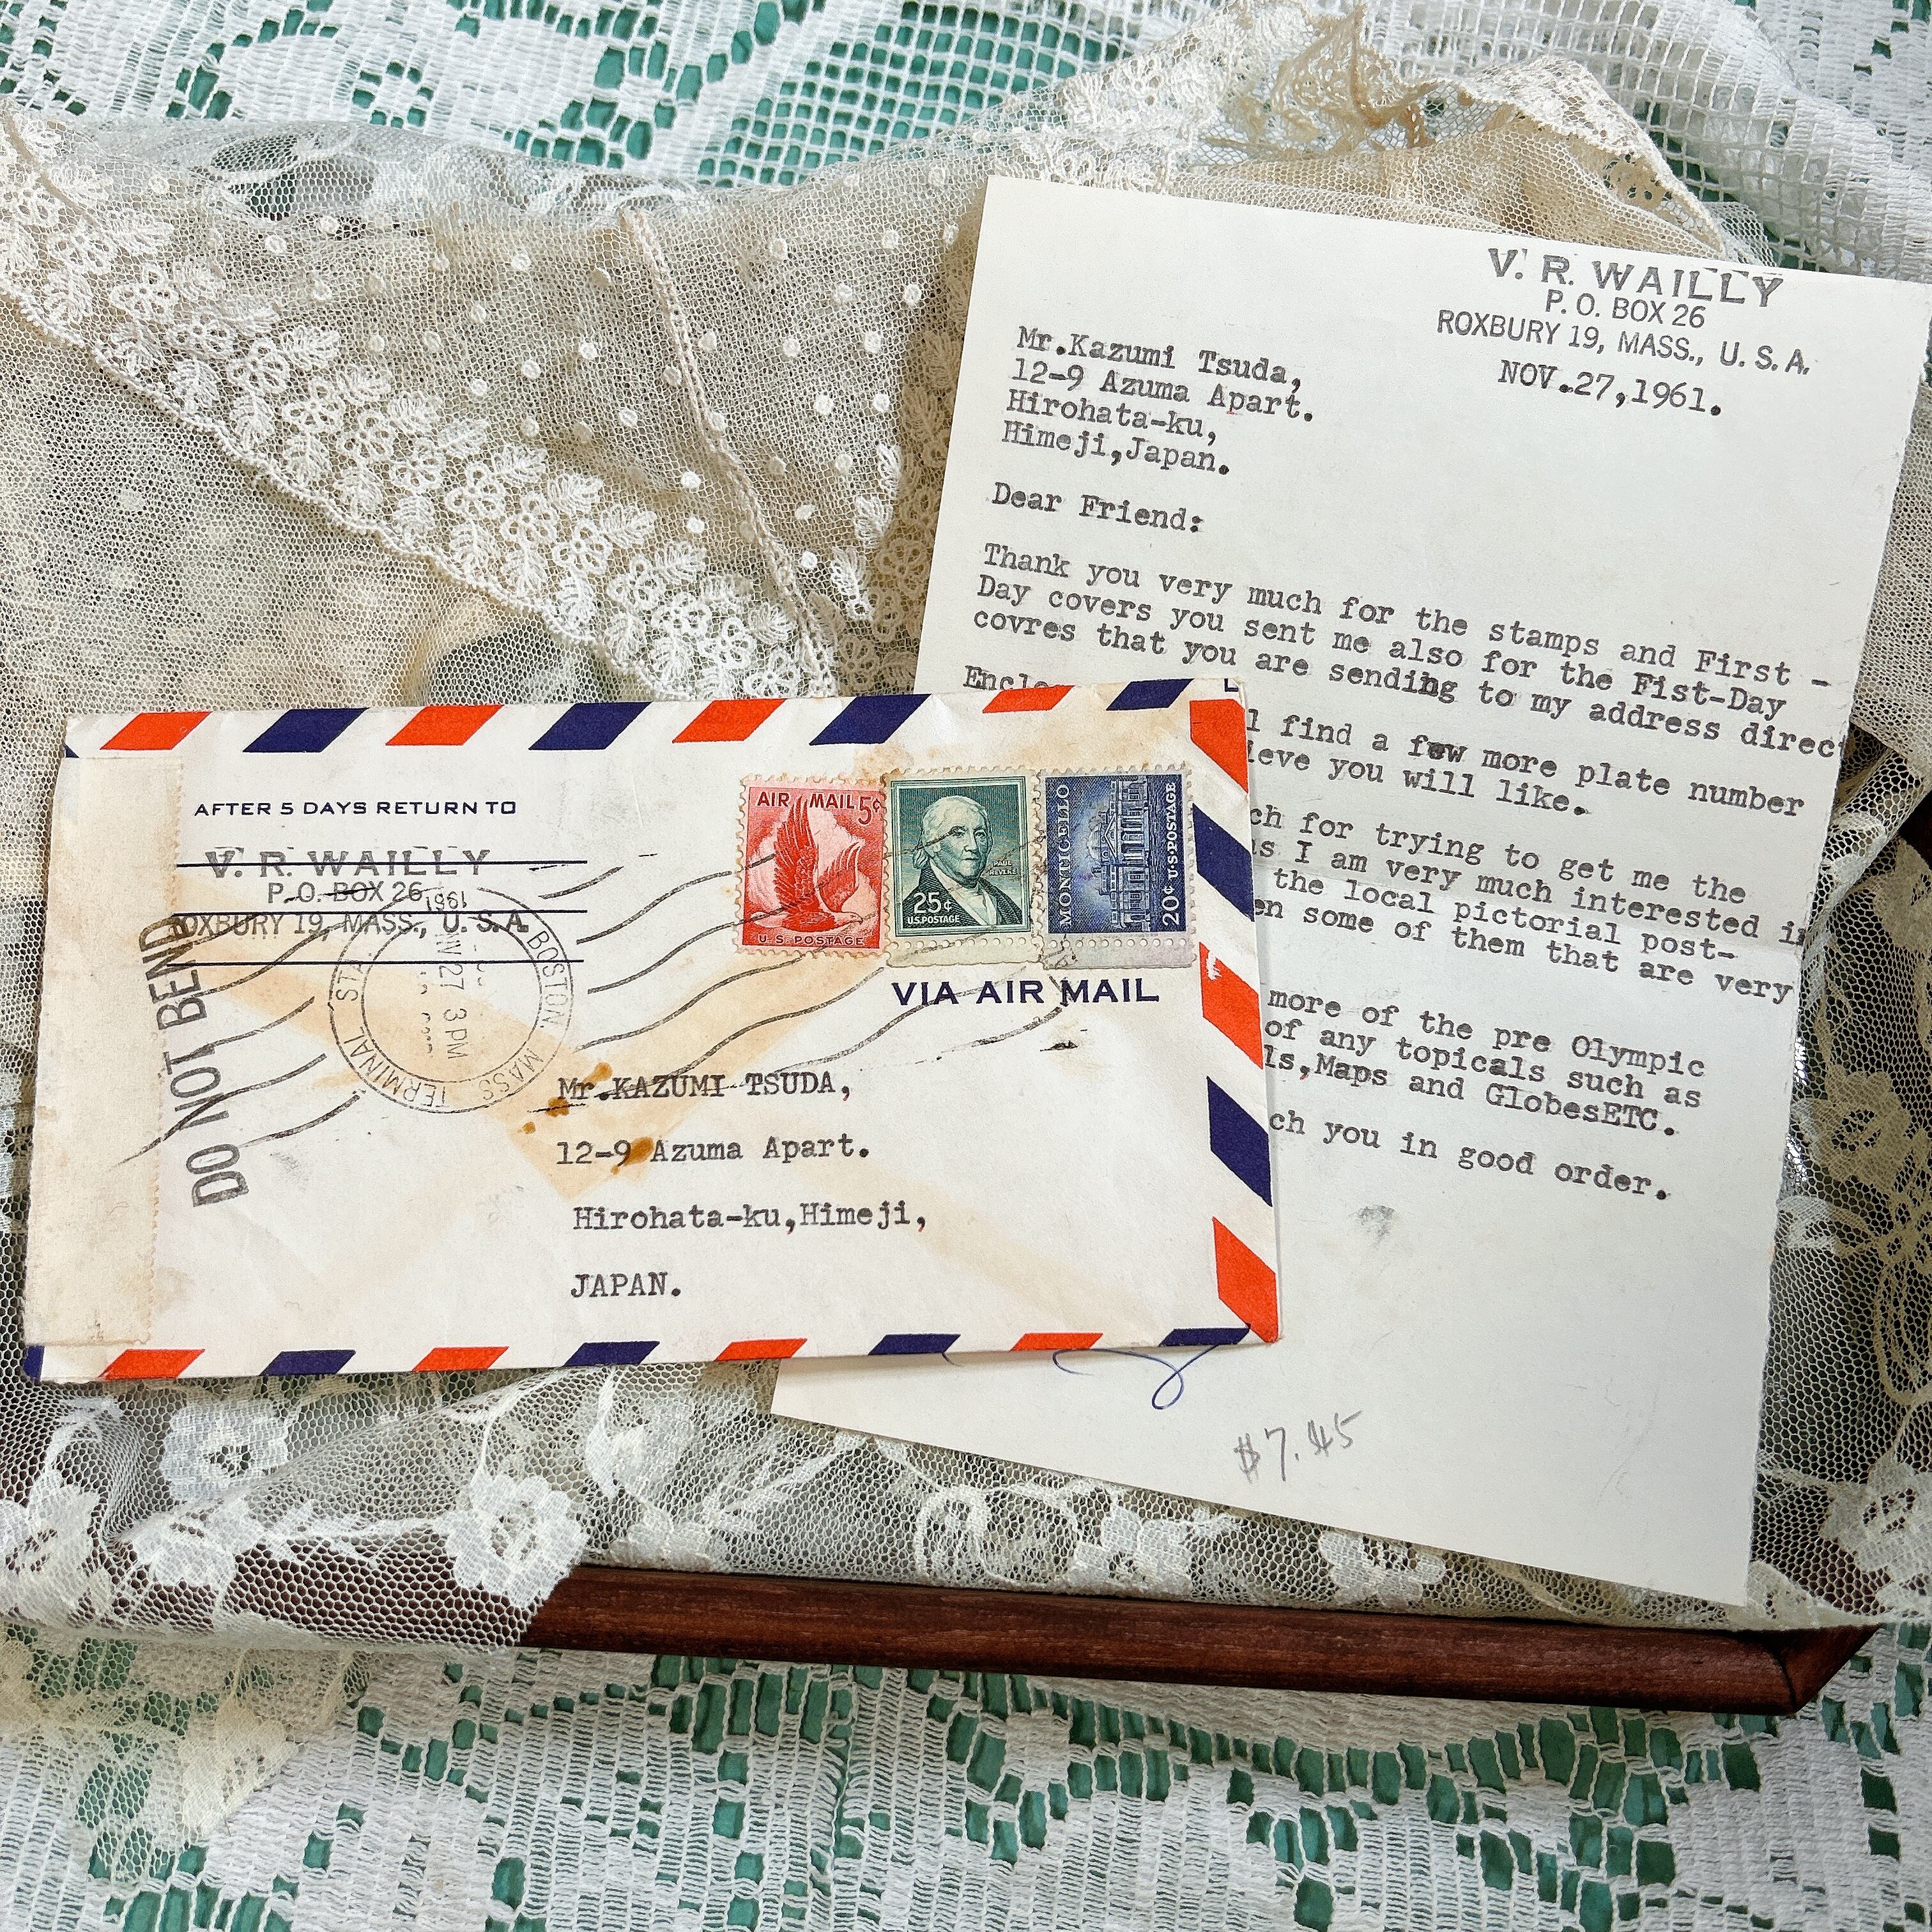 V. R. WAILLY
P. O. BOX 26
ROXBURY 19, MASS., U. S. A.
NOV.27,1961.
Mr.Kazumi Tsuda,
12-9 Azuma Apart.
Hirohata-ku,
Himeji,Japan.
Dear Friend:
Thank you very much for the stamps and First -
Day covers you sent me also for the Fist-Day
covres that you are sending to my address direct
find a few more plate number
you will like.
for trying to get me the
I am very much interested in
the local pictorial post-
some of them that are very
more of the pre Olympic
of any topicals such as
Maps and GlobesETC.
you in good order.
$7.45
AFTER 5 DAYS RETURN TO
V. R. WAILLY
P.O. BOX 26
ROXBURY 19, MASS., U. S. A.
DO NOT BEND
BOSTON, MASS. TERMINAL STA.
27 3 PM
1961
AIR MAIL 5¢
U.S. POSTAGE
PAUL
REVERE
25¢
U.S. POSTAGE
MONTICELLO
20¢ U.S. POSTAGE
VIA AIR MAIL
Mr.KAZUMI TSUDA,
12-9 Azuma Apart.
Hirohata-ku,Himeji,
JAPAN.